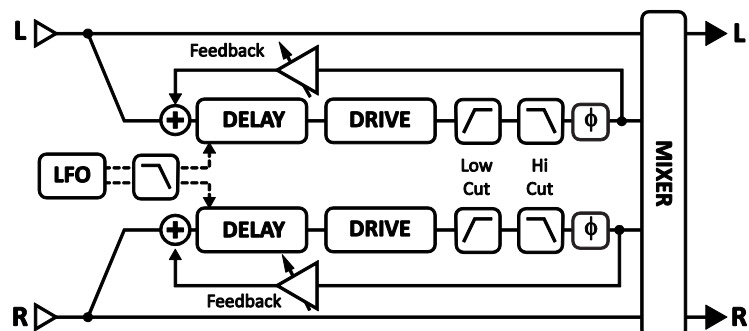 L
L
Feedback
DELAY
DRIVE
ϕ
Low
Cut
Hi
Cut
LFO
MIXER
DELAY
DRIVE
ϕ
Feedback
R
R